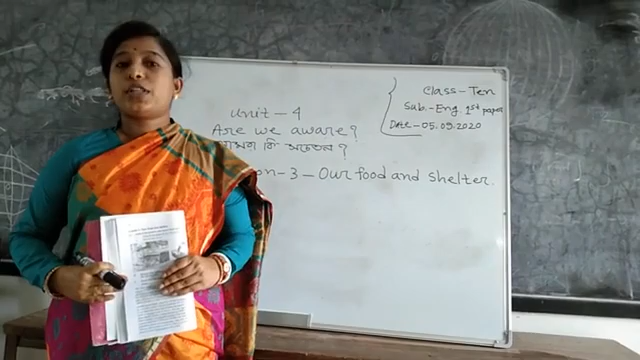 Class - Ten
Sub:- Eng 1st paper
Date - 05.09.2020
Unit - 4
Are we aware?
কি সচেতন?
- 3 - Our food and shelter.